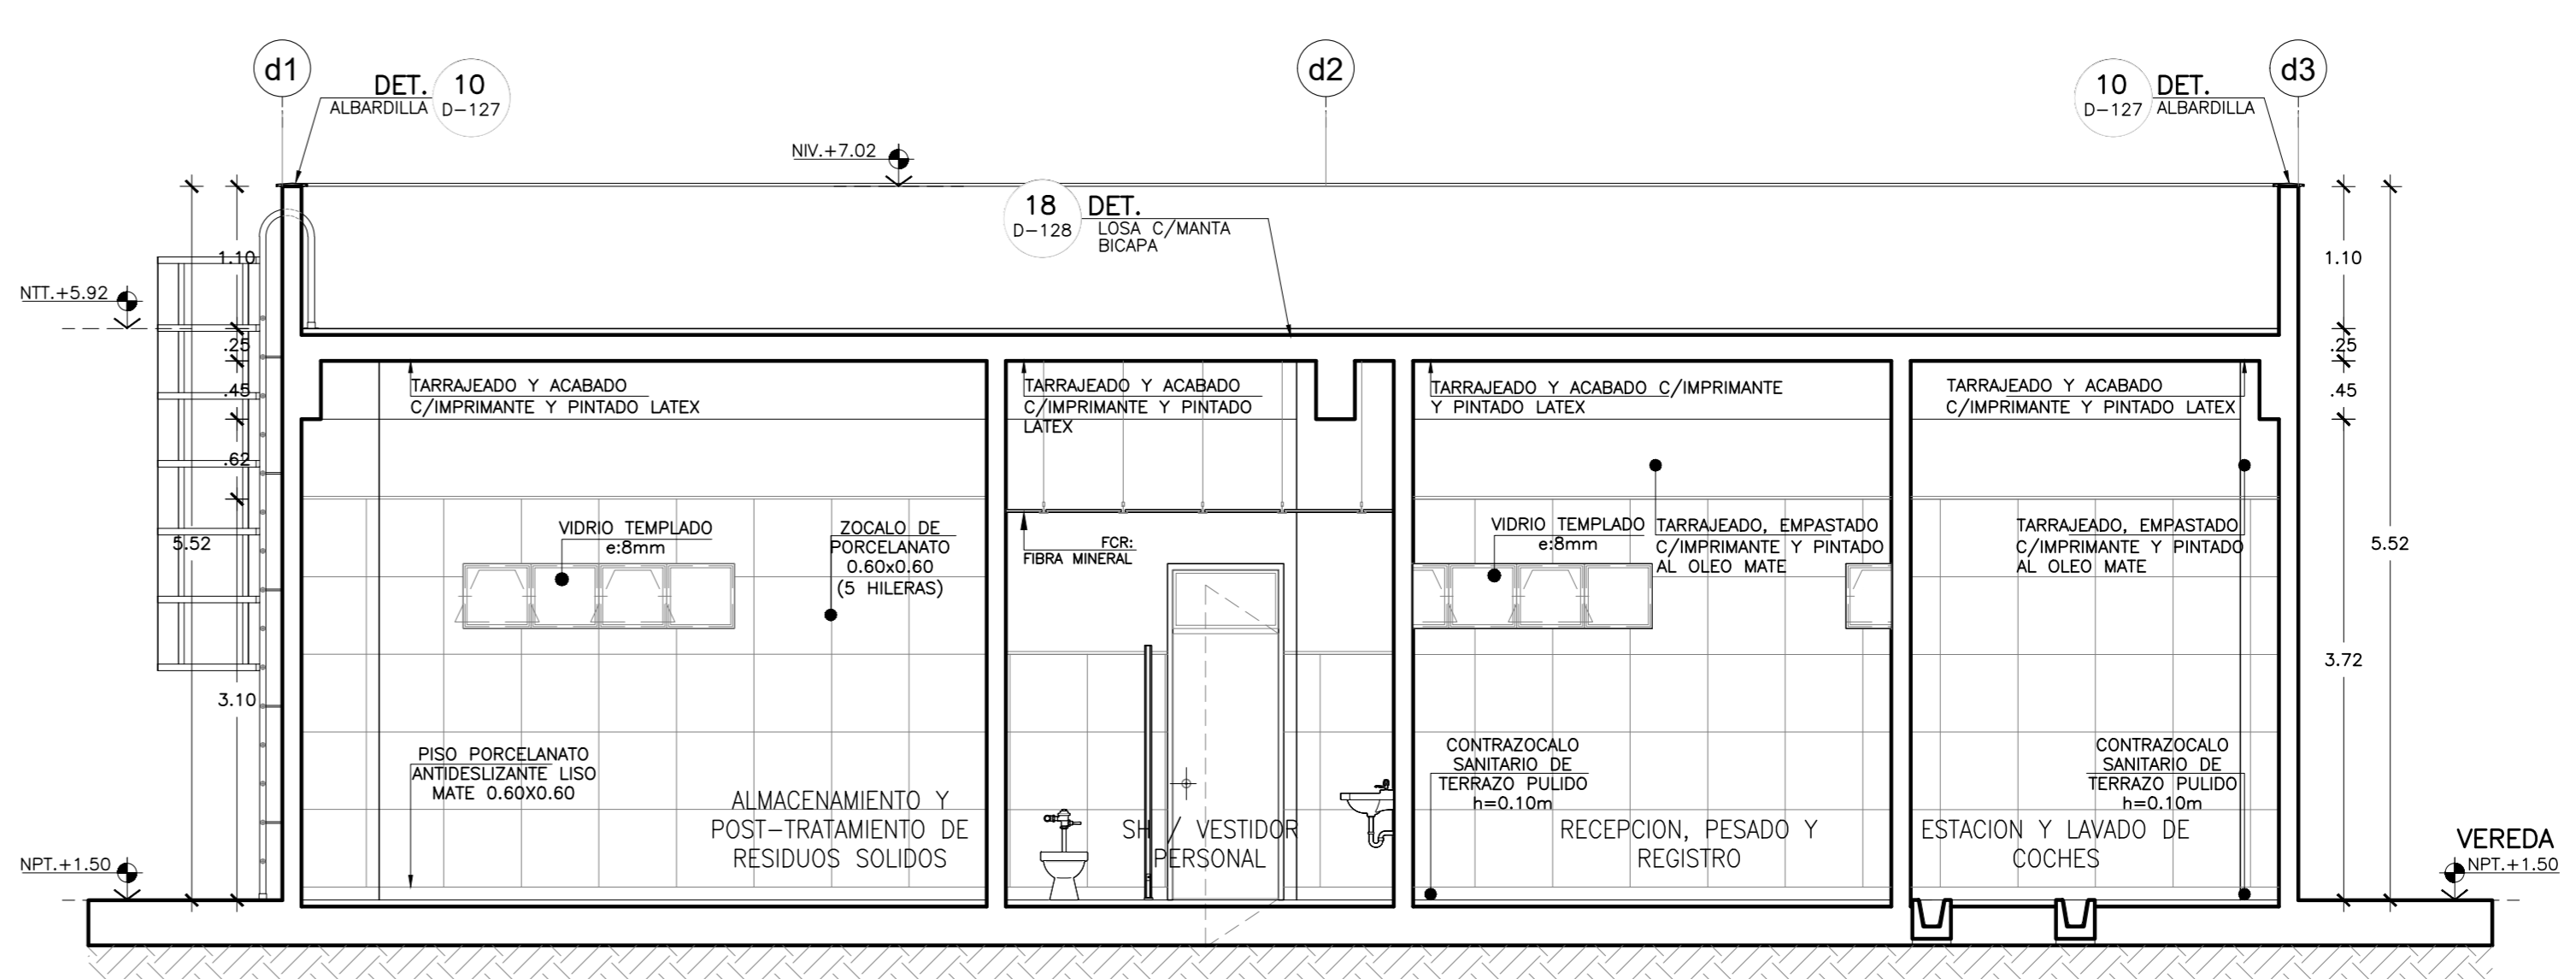 d1
d2
d3
DET.
ALBARDILLA
10
D-127
10
D-127
DET.
ALBARDILLA
NIV.+7.02
18
D-128
DET.
LOSA C/MANTA
BICAPA
NTT.+5.92
1.10
.25
.45
.62
5.52
3.10
1.10
.25
.45
5.52
3.72
TARRAJEADO Y ACABADO
C/IMPRIMANTE Y PINTADO LATEX
TARRAJEADO Y ACABADO
C/IMPRIMANTE Y PINTADO
LATEX
TARRAJEADO Y ACABADO C/IMPRIMANTE
Y PINTADO LATEX
TARRAJEADO Y ACABADO
C/IMPRIMANTE Y PINTADO LATEX
VIDRIO TEMPLADO
e:8mm
ZOCALO DE
PORCELANATO
0.60x0.60
(5 HILERAS)
FCR:
FIBRA MINERAL
VIDRIO TEMPLADO
e:8mm
TARRAJEADO, EMPASTADO
C/IMPRIMANTE Y PINTADO
AL OLEO MATE
TARRAJEADO, EMPASTADO
C/IMPRIMANTE Y PINTADO
AL OLEO MATE
PISO PORCELANATO
ANTIDESLIZANTE LISO
MATE 0.60X0.60
ALMACENAMIENTO Y
POST-TRATAMIENTO DE
RESIDUOS SOLIDOS
SH / VESTIDOR
PERSONAL
CONTRAZOCALO
SANITARIO DE
TERRAZO PULIDO
h=0.10m
RECEPCION, PESADO Y
REGISTRO
CONTRAZOCALO
SANITARIO DE
TERRAZO PULIDO
h=0.10m
ESTACION Y LAVADO DE
COCHES
NPT.+1.50
VEREDA
NPT.+1.50